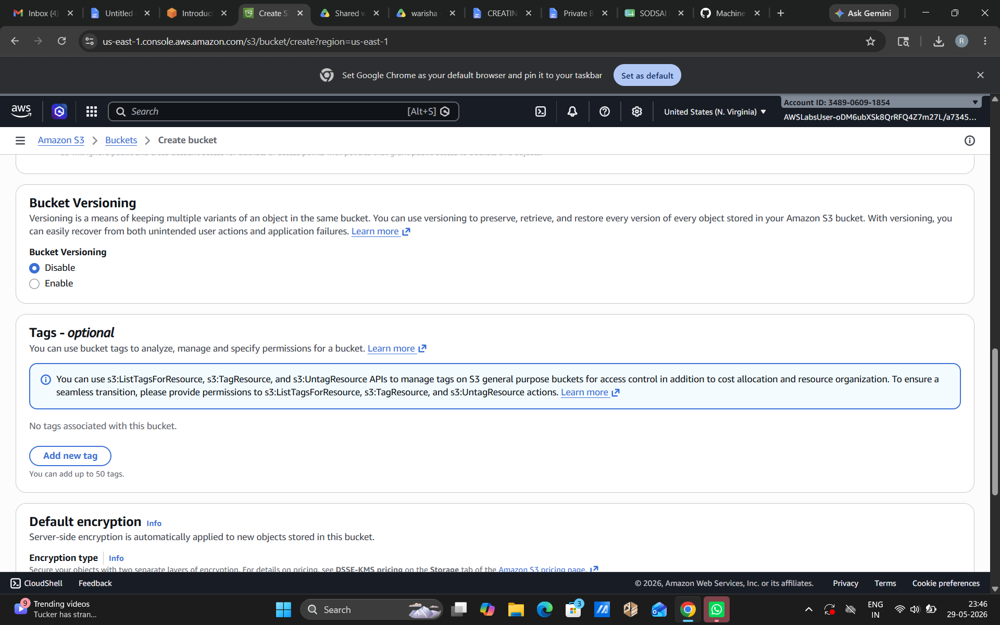 Inbox (4)
Untitled
Introduc
Create S
Shared w
warisha
CREATIN
Private B
SODSAI
Machine
Ask Gemini
us-east-1.console.aws.amazon.com/s3/bucket/create?region=us-east-1
R
Set Google Chrome as your default browser and pin it to your taskbar
Set as default
aws
Search
[Alt+S]
United States (N. Virginia)
Account ID: 3489-0609-1854
AWSLabsUser-oDM6ubXSk8QrRFQ4Z7m27L/a7345...
Amazon S3
Buckets
Create bucket
Bucket Versioning
Versioning is a means of keeping multiple variants of an object in the same bucket. You can use versioning to preserve, retrieve, and restore every version of every object stored in your Amazon S3 bucket. With versioning, you
can easily recover from both unintended user actions and application failures. Learn more
Bucket Versioning
Disable
Enable
Tags - optional
You can use bucket tags to analyze, manage and specify permissions for a bucket. Learn more
You can use s3:ListTagsForResource, s3:TagResource, and s3:UntagResource APIs to manage tags on S3 general purpose buckets for access control in addition to cost allocation and resource organization. To ensure a
seamless transition, please provide permissions to s3:ListTagsForResource, s3:TagResource, and s3:UntagResource actions. Learn more
No tags associated with this bucket.
Add new tag
You can add up to 50 tags.
Default encryption Info
Server-side encryption is automatically applied to new objects stored in this bucket.
Encryption type Info
Secure your objects with two separate layers of encryption. For details on pricing, see DSSE-KMS pricing on the Storage tab of the Amazon S3 pricing page.
CloudShell
Feedback
© 2026, Amazon Web Services, Inc. or its affiliates.
Privacy
Terms
Cookie preferences
9
Trending videos
Tucker has stran...
Search
3
ENG
IN
23:46
29-05-2026